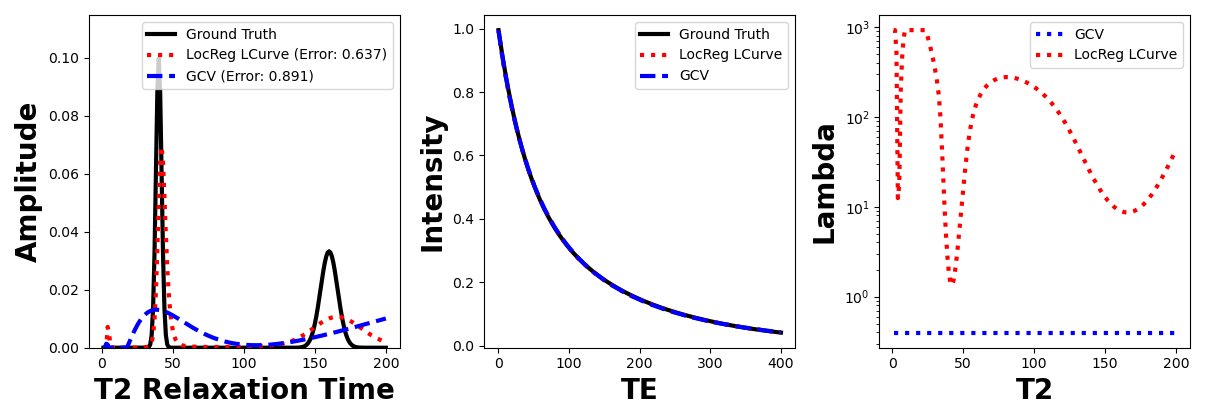 Amplitude
0.10
0.08
0.06
0.04
0.02
0.00
Ground Truth
LocReg LCurve (Error: 0.637)
GCV (Error: 0.891)
0 50 100 150 200
T2 Relaxation Time
Intensity
1.0
0.8
0.6
0.4
0.2
0.0
Ground Truth
LocReg LCurve
GCV
0 100 200 300 400
TE
Lambda
10³
10²
10¹
10⁰
GCV
LocReg LCurve
0 50 100 150 200
T2